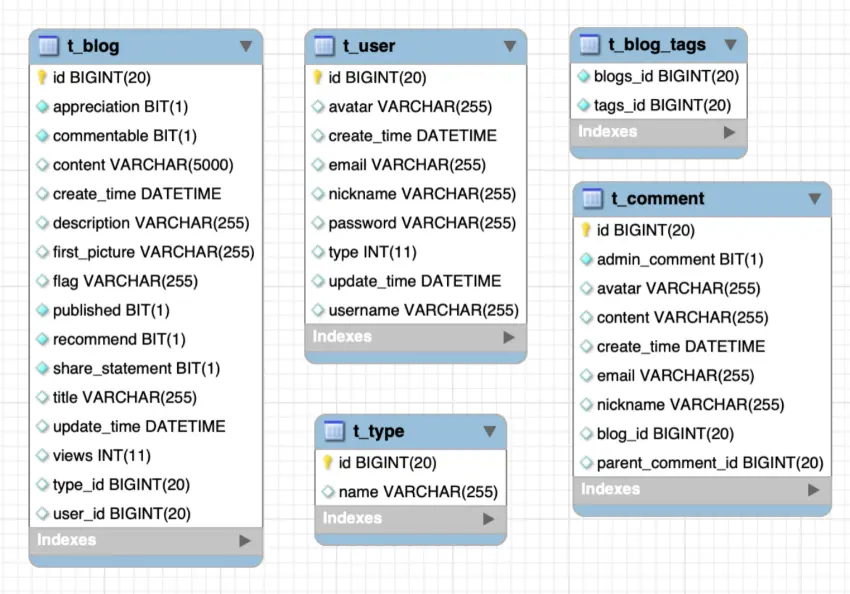 t_blog
id BIGINT(20)
appreciation BIT(1)
commentable BIT(1)
content VARCHAR(5000)
create_time DATETIME
description VARCHAR(255)
first_picture VARCHAR(255)
flag VARCHAR(255)
published BIT(1)
recommend BIT(1)
share_statement BIT(1)
title VARCHAR(255)
update_time DATETIME
views INT(11)
type_id BIGINT(20)
user_id BIGINT(20)
Indexes
t_user
id BIGINT(20)
avatar VARCHAR(255)
create_time DATETIME
email VARCHAR(255)
nickname VARCHAR(255)
password VARCHAR(255)
type INT(11)
update_time DATETIME
username VARCHAR(255)
Indexes
t_type
id BIGINT(20)
name VARCHAR(255)
Indexes
t_blog_tags
blogs_id BIGINT(20)
tags_id BIGINT(20)
Indexes
t_comment
id BIGINT(20)
admin_comment BIT(1)
avatar VARCHAR(255)
content VARCHAR(255)
create_time DATETIME
email VARCHAR(255)
nickname VARCHAR(255)
blog_id BIGINT(20)
parent_comment_id BIGINT(20)
Indexes